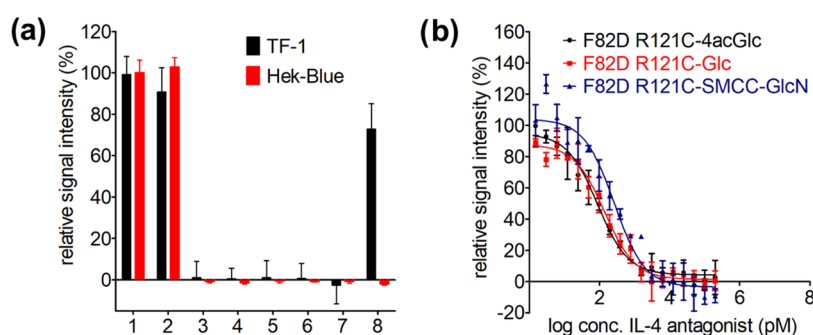 (a)
relative signal intensity (%)
120
100
80
60
40
20
0
TF-1
Hek-Blue
1 2 3 4 5 6 7 8
(b)
relative signal intensity (%)
160
140
120
100
80
60
40
20
0
-20
F82D R121C-4acGlc
F82D R121C-Glc
F82D R121C-SMCC-GlcN
0 2 4 6
log conc. IL-4 antagonist (pM)